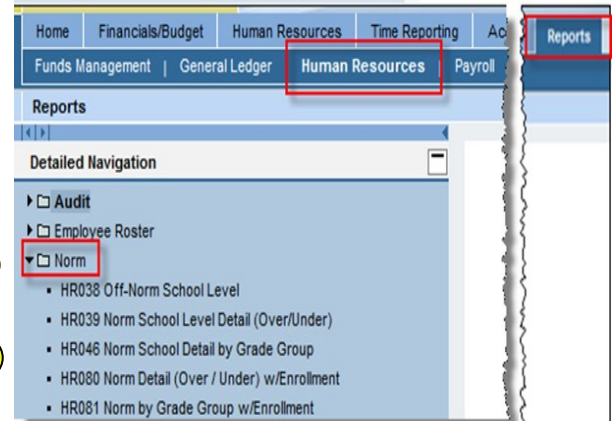 Home Financials/Budget Human Resources Time Reporting Ac Reports
Funds Management | General Ledger Human Resources | Payroll
Reports
Detailed Navigation
Audit
Employee Roster
Norm
HR038 Off-Norm School Level
HR039 Norm School Level Detail (Over/Under)
HR046 Norm School Detail by Grade Group
HR080 Norm Detail (Over / Under) w/Enrollment
HR081 Norm by Grade Group w/Enrollment